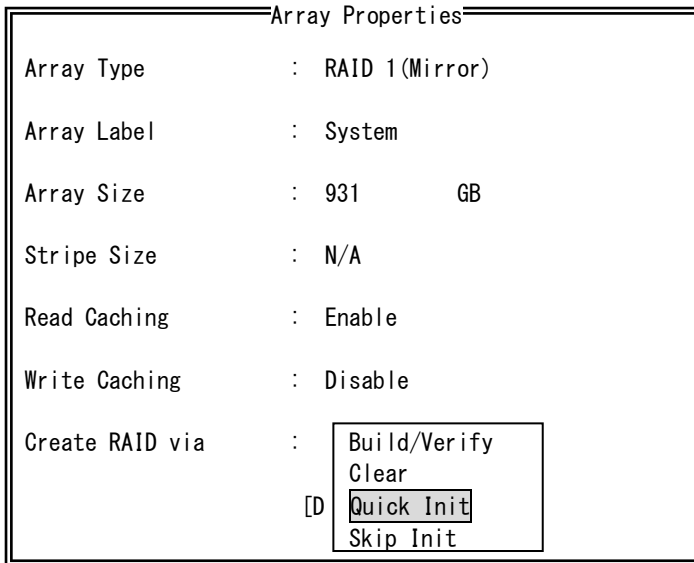 Array Properties
Array Type : RAID 1(Mirror)
Array Label : System
Array Size : 931 GB
Stripe Size : N/A
Read Caching : Enable
Write Caching : Disable
Create RAID via : Build/Verify
Clear
[D Quick Init
Skip Init